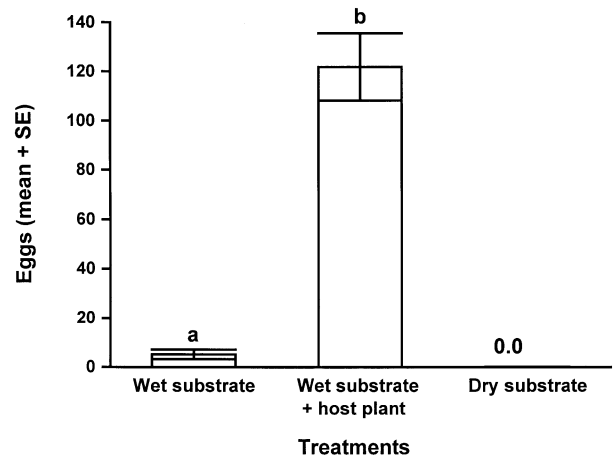 Eggs (mean + SE)
140
120
100
80
60
40
20
0
a
b
0.0
Wet substrate
Wet substrate
+ host plant
Dry substrate
Treatments